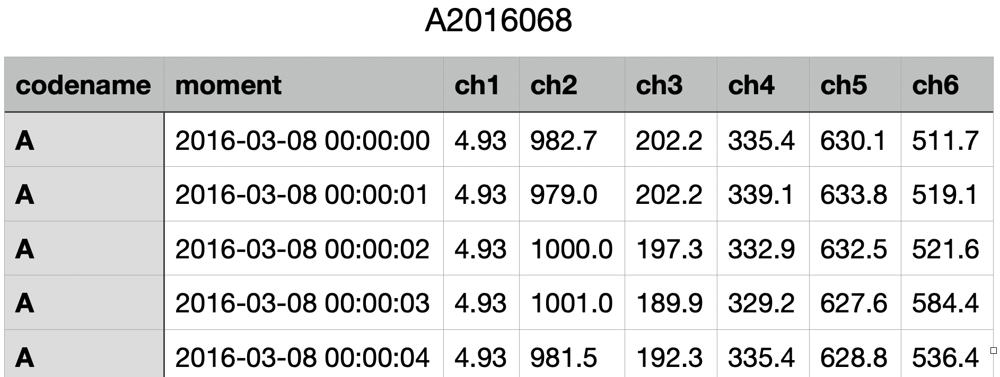 A2016068
codename moment ch1 ch2 ch3 ch4 ch5 ch6
A 2016-03-08 00:00:00 4.93 982.7 202.2 335.4 630.1 511.7
A 2016-03-08 00:00:01 4.93 979.0 202.2 339.1 633.8 519.1
A 2016-03-08 00:00:02 4.93 1000.0 197.3 332.9 632.5 521.6
A 2016-03-08 00:00:03 4.93 1001.0 189.9 329.2 627.6 584.4
A 2016-03-08 00:00:04 4.93 981.5 192.3 335.4 628.8 536.4